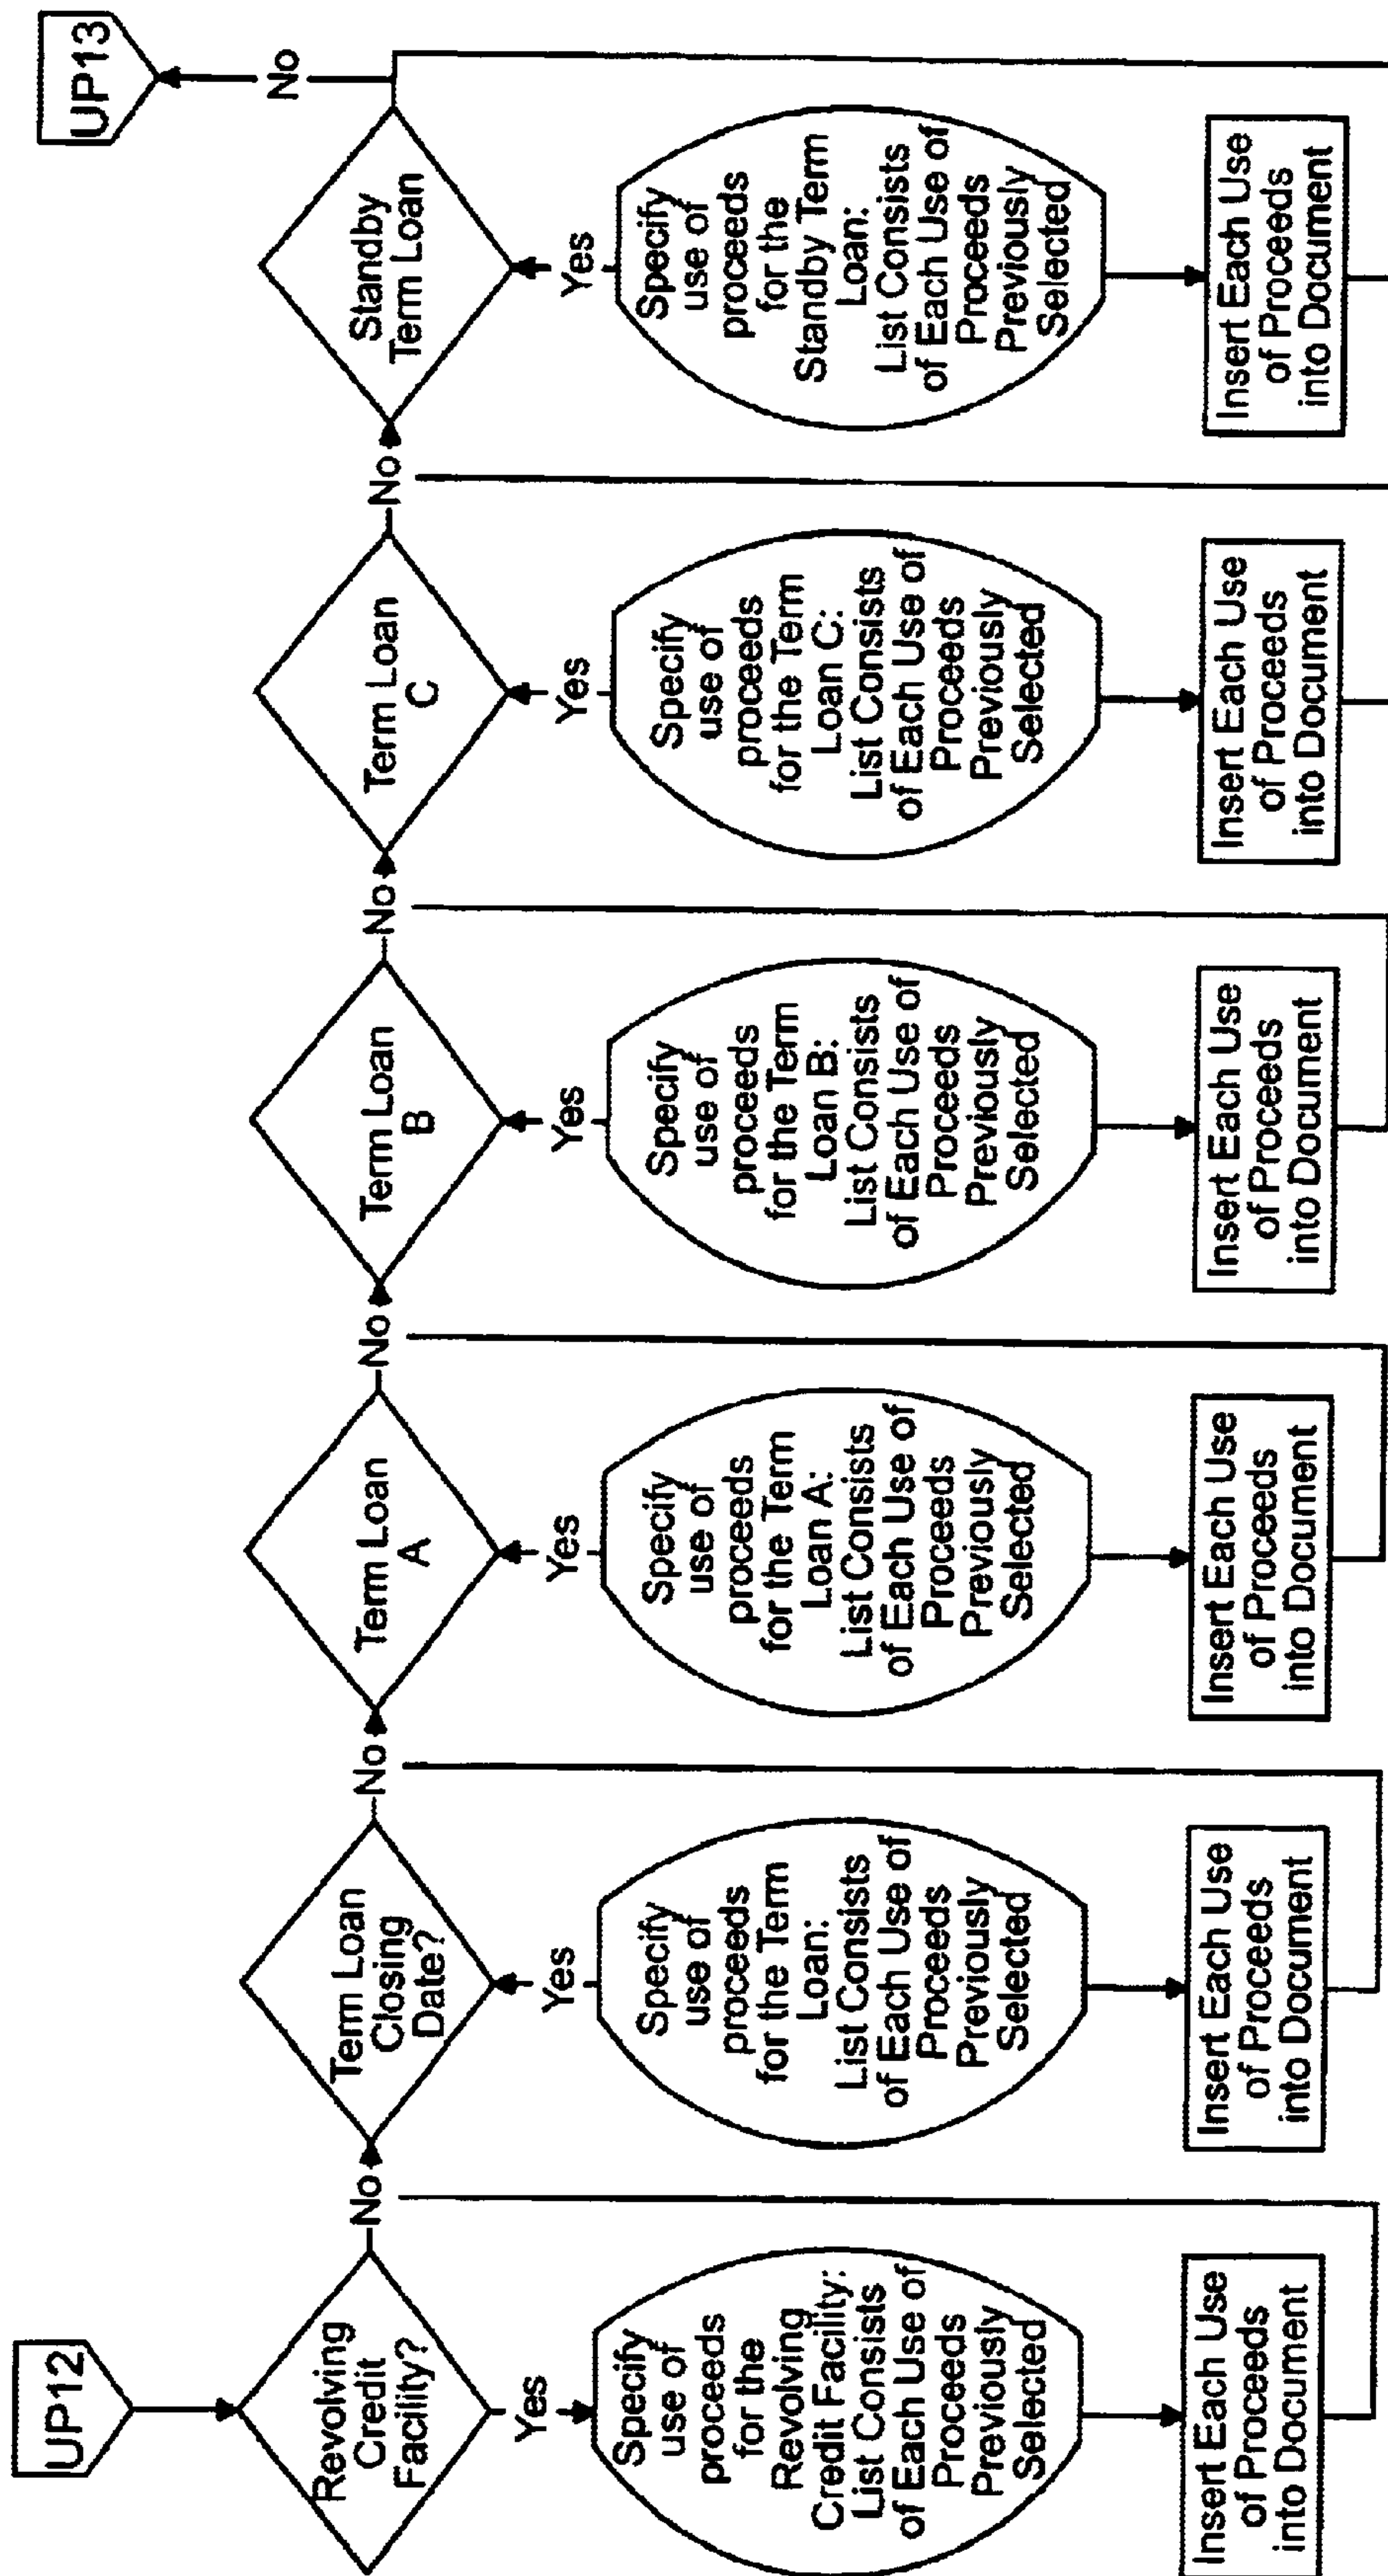 UP12
Revolving
Credit
Facility?
No
Yes
Specify
use of
proceeds
for the
Revolving
Credit Facility:
List Consists
of Each Use of
Proceeds
Previously
Selected
Insert Each Use
of Proceeds
into Document
Term Loan
Closing
Date?
No
Yes
Specify
use of
proceeds
for the Term
Loan:
List Consists
of Each Use of
Proceeds
Previously
Selected
Insert Each Use
of Proceeds
into Document
Term Loan
A
No
Yes
Specify
use of
proceeds
for the Term
Loan A:
List Consists
of Each Use of
Proceeds
Previously
Selected
Insert Each Use
of Proceeds
into Document
Term Loan
B
No
Yes
Specify
use of
proceeds
for the Term
Loan B:
List Consists
of Each Use of
Proceeds
Previously
Selected
Insert Each Use
of Proceeds
into Document
Term Loan
C
No
Yes
Specify
use of
proceeds
for the Term
Loan C:
List Consists
of Each Use of
Proceeds
Previously
Selected
Insert Each Use
of Proceeds
into Document
Standby
Term Loan
No
UP13
Yes
Specify
use of
proceeds
for the
Standby Term
Loan:
List Consists
of Each Use of
Proceeds
Previously
Selected
Insert Each Use
of Proceeds
into Document